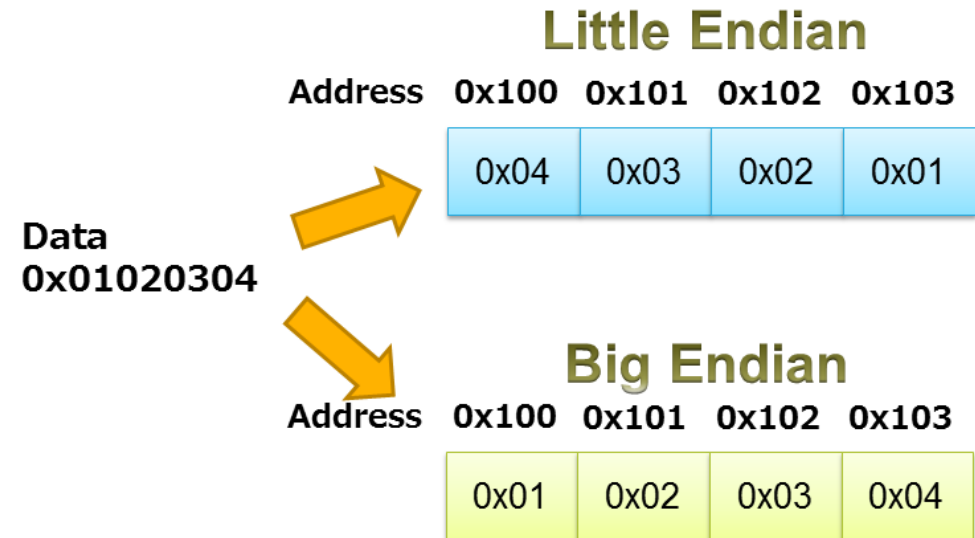 Little Endian
Address 0x100 0x101 0x102 0x103
0x04 0x03 0x02 0x01
Data
0x01020304
Big Endian
Address 0x100 0x101 0x102 0x103
0x01 0x02 0x03 0x04